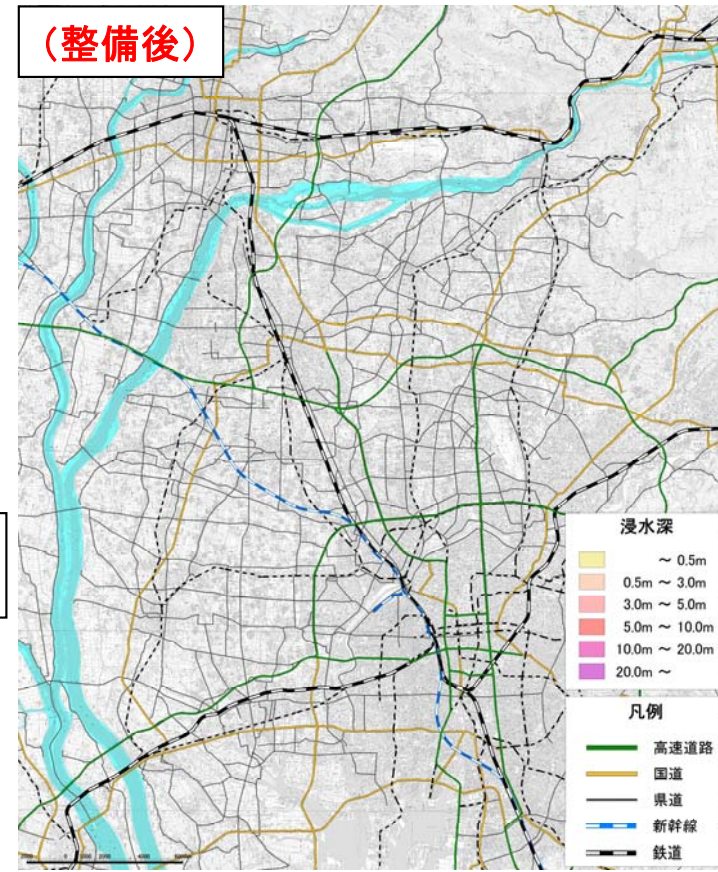 （整備後）
浸水深
～ 0.5m
0.5m ～ 3.0m
3.0m ～ 5.0m
5.0m ～ 10.0m
10.0m ～ 20.0m
20.0m ～
凡例
高速道路
国道
県道
新幹線
鉄道